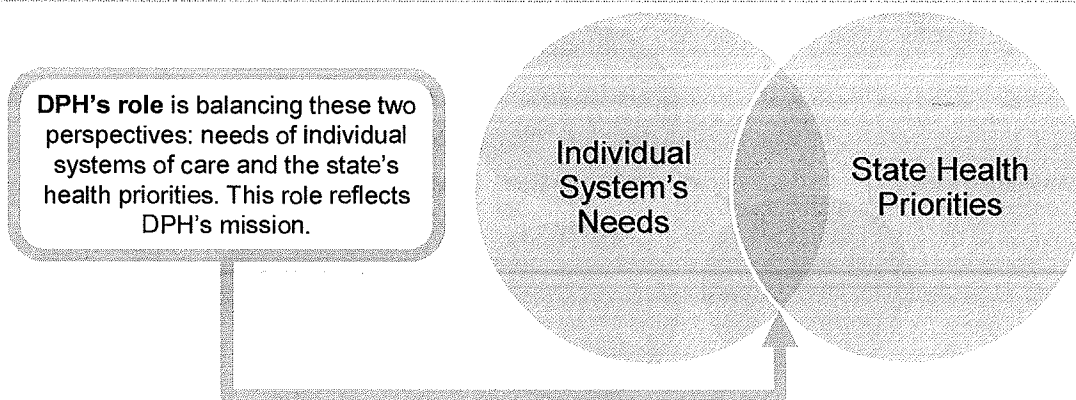 DPH's role is balancing these two
perspectives: needs of individual
systems of care and the state's
health priorities. This role reflects
DPH's mission.
Individual
System's
Needs
State Health
Priorities